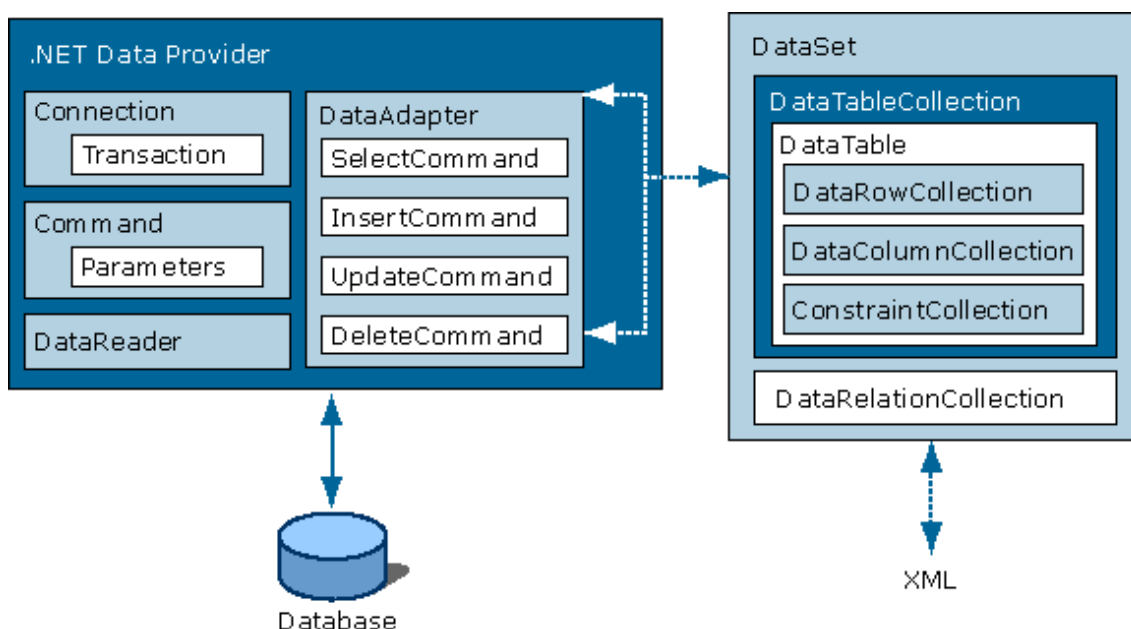 .NET Data Provider
Connection
Transaction
Command
Parameters
DataReader
DataAdapter
SelectCommand
InsertCommand
UpdateCommand
DeleteCommand
Database
DataSet
DataTableCollection
DataTable
DataRowCollection
DataColumnCollection
ConstraintCollection
DataRelationCollection
XML